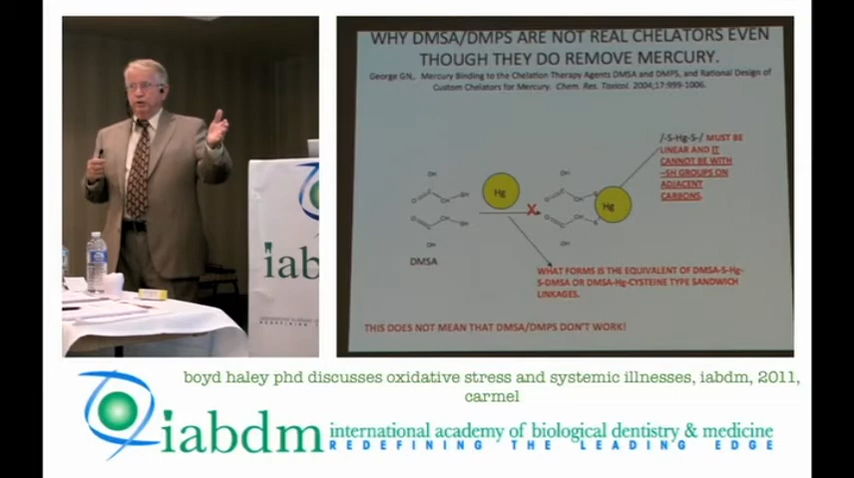 WHY DMSA/DMPS ARE NOT REAL CHELATORS EVEN
THOUGH THEY DO REMOVE MERCURY.
George GN,. Mercury Binding to the Chelation Therapy Agents DMSA and DMPS, and Rational Design of
Custom Chelators for Mercury. Chem. Res. Toxicol. 2004;17:999-1006.
/-S-Hg-S-/ MUST BE
LINEAR AND IT
CANNOT BE WITH
–SH GROUPS ON
ADJACENT
CARBONS.
Hg
X
Hg
DMSA
WHAT FORMS IS THE EQUIVALENT OF DMSA-S-Hg-
S-DMSA OR DMSA-Hg-CYSTEINE TYPE SANDWICH
LINKAGES.
THIS DOES NOT MEAN THAT DMSA/DMPS DON'T WORK!
iab
boyd haley phd discusses oxidative stress and systemic illnesses, iabdm, 2011,
carmel
iabdm
international academy of biological dentistry & medicine
REDEFINING THE LEADING EDGE